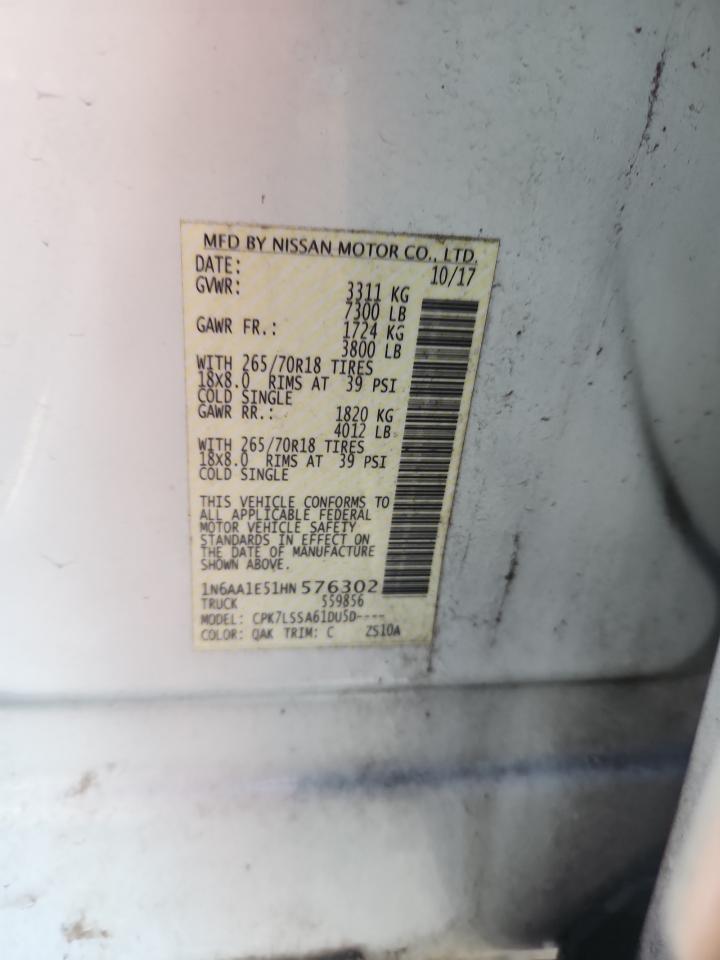 MFD BY NISSAN MOTOR CO., LTD.
DATE: 10/17
GVWR: 3311 KG
7300 LB
GAWR FR.: 1724 KG
3800 LB
WITH 265/70R18 TIRES
18X8.0 RIMS AT 39 PSI
COLD SINGLE
GAWR RR.: 1820 KG
4012 LB
WITH 265/70R18 TIRES
18X8.0 RIMS AT 39 PSI
COLD SINGLE
THIS VEHICLE CONFORMS TO
ALL APPLICABLE FEDERAL
MOTOR VEHICLE SAFETY
STANDARDS IN EFFECT ON
THE DATE OF MANUFACTURE
SHOWN ABOVE.
1N6AA1E51HN 576302
TRUCK 559856
MODEL: CPK7LSSA61DU5D----
COLOR: QAK TRIM: C ZS10A